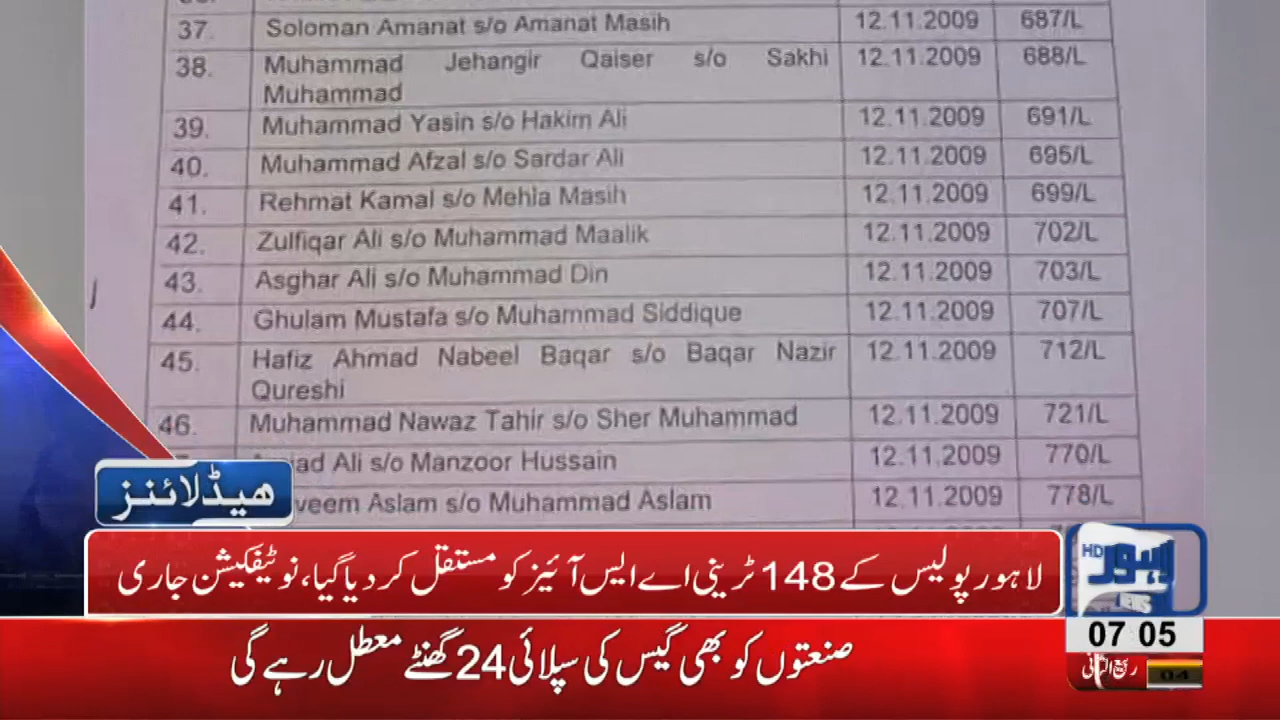 37. Soloman Amanat s/o Amanat Masih 12.11.2009 687/L
38. Muhammad Jehangir Qaiser s/o Sakhi 12.11.2009 688/L
Muhammad
39. Muhammad Yasin s/o Hakim Ali 12.11.2009 691/L
40. Muhammad Afzal s/o Sardar Ali 12.11.2009 695/L
41. Rehmat Kamal s/o Mehla Masih 12.11.2009 699/L
42. Zulfiqar Ali s/o Muhammad Maalik 12.11.2009 702/L
43. Asghar Ali s/o Muhammad Din 12.11.2009 703/L
44. Ghulam Mustafa s/o Muhammad Siddique 12.11.2009 707/L
45. Hafiz Ahmad Nabeel Baqar s/o Baqar Nazir 12.11.2009 712/L
Qureshi
46. Muhammad Nawaz Tahir s/o Sher Muhammad 12.11.2009 721/L
Ali s/o Manzoor Hussain 12.11.2009 770/L
Aslam s/o Muhammad Aslam 12.11.2009 778/L
ہیڈلائنز
لاہور پولیس کے 148 ٹرینی اے ایس آئیز کو مستقل کر دیا گیا، نوٹیفکیشن جاری
HD لاہور
NEWS
07 05
صنعتوں کو بھی گیس کی سپلائی 24 گھنٹے معطل رہے گی
ربیع الثانی 04